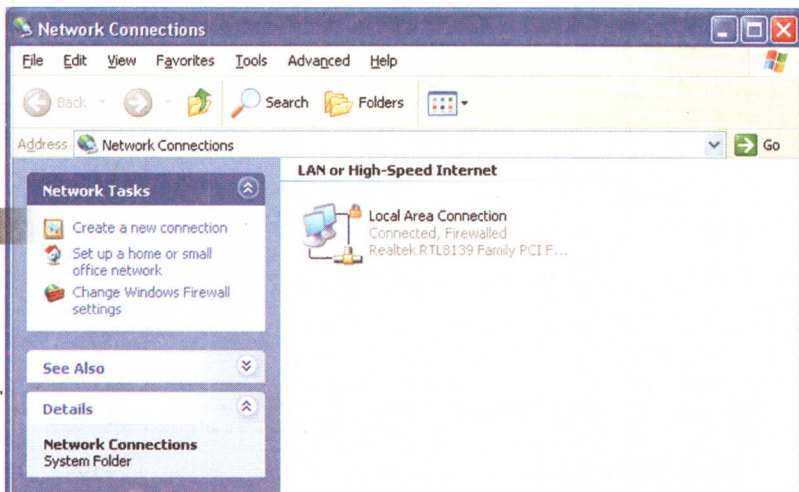 Network Connections
File Edit View Favorites Tools Advanced Help
Back Search Folders
Address Network Connections Go
LAN or High-Speed Internet
Network Tasks
Create a new connection
Set up a home or small
office network
Change Windows Firewall
settings
Local Area Connection
Connected, Firewalled
Realtek RTL8139 Family PCI F...
See Also
Details
Network Connections
System Folder